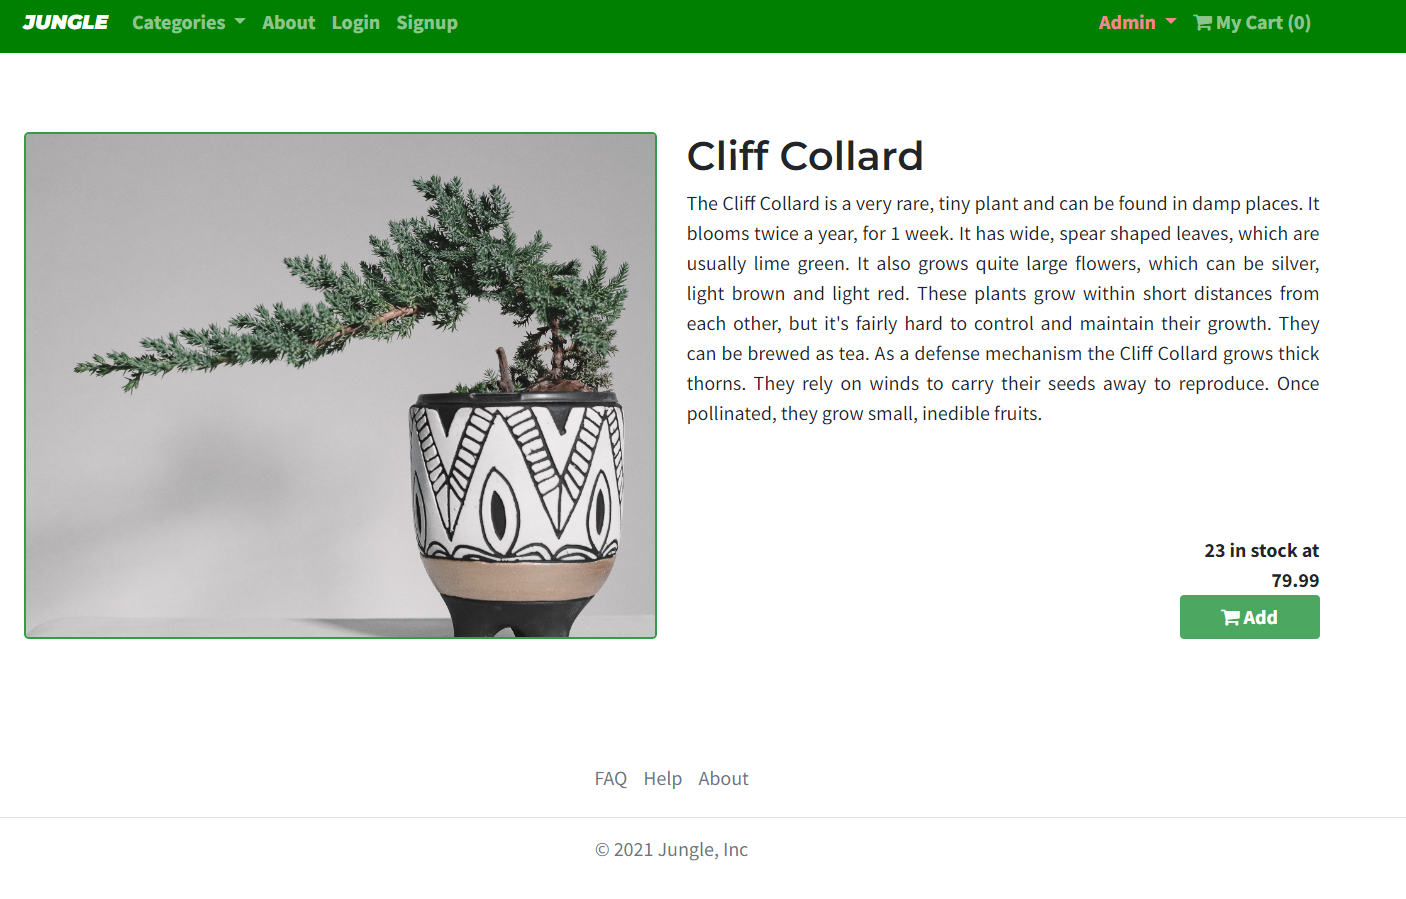 JUNGLE Categories About Login Signup Admin My Cart (0)
Cliff Collard
The Cliff Collard is a very rare, tiny plant and can be found in damp places. It
blooms twice a year, for 1 week. It has wide, spear shaped leaves, which are
usually lime green. It also grows quite large flowers, which can be silver,
light brown and light red. These plants grow within short distances from
each other, but it's fairly hard to control and maintain their growth. They
can be brewed as tea. As a defense mechanism the Cliff Collard grows thick
thorns. They rely on winds to carry their seeds away to reproduce. Once
pollinated, they grow small, inedible fruits.
23 in stock at
79.99
Add
FAQ Help About
© 2021 Jungle, Inc